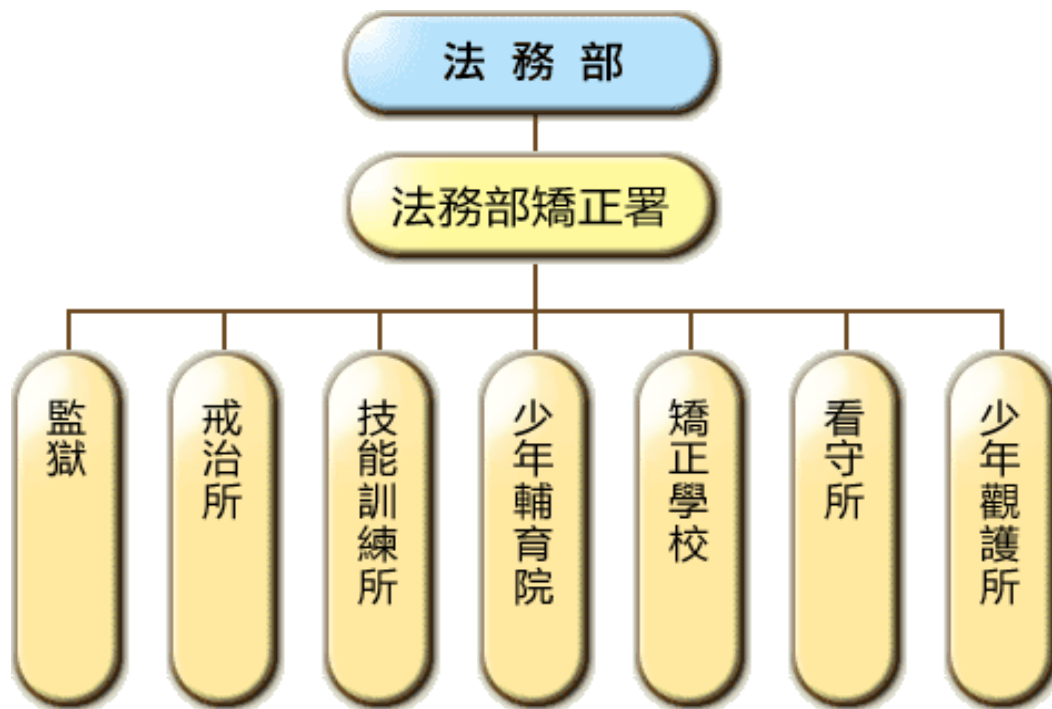 法務部
法務部矯正署
監獄
戒治所
技能訓練所
少年輔育院
矯正學校
看守所
少年觀護所